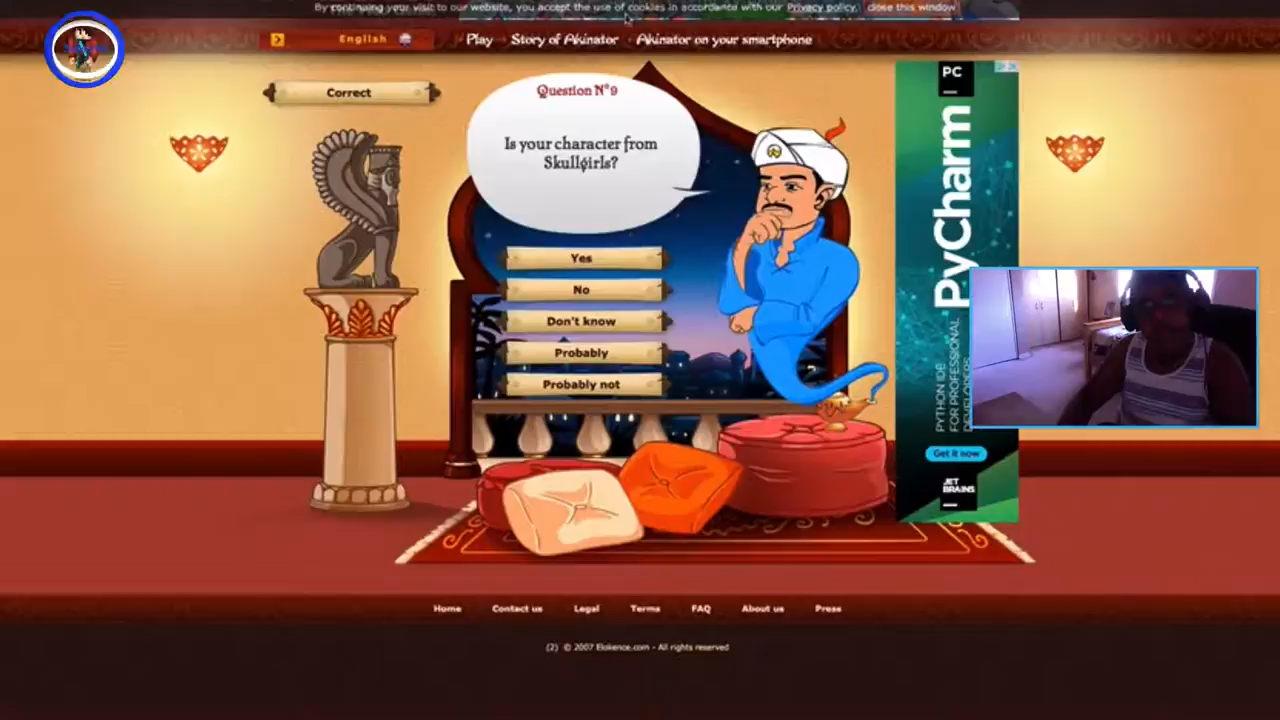 By continuing your visit to our website, you accept the use of cookies in accordance with our Privacy policy. close this window
English
Play Story of Akinator Akinator on your smartphone
Correct
Question N°9
Is your character from
Skullgirls?
Yes
No
Don't know
Probably
Probably not
PC
PyCharm
PYTHON IDE
FOR PROFESSIONAL
DEVELOPERS
Get it now
JET
BRAINS
Home Contact us Legal Terms FAQ About us Press
(2) © 2007 Elokence.com - All rights reserved